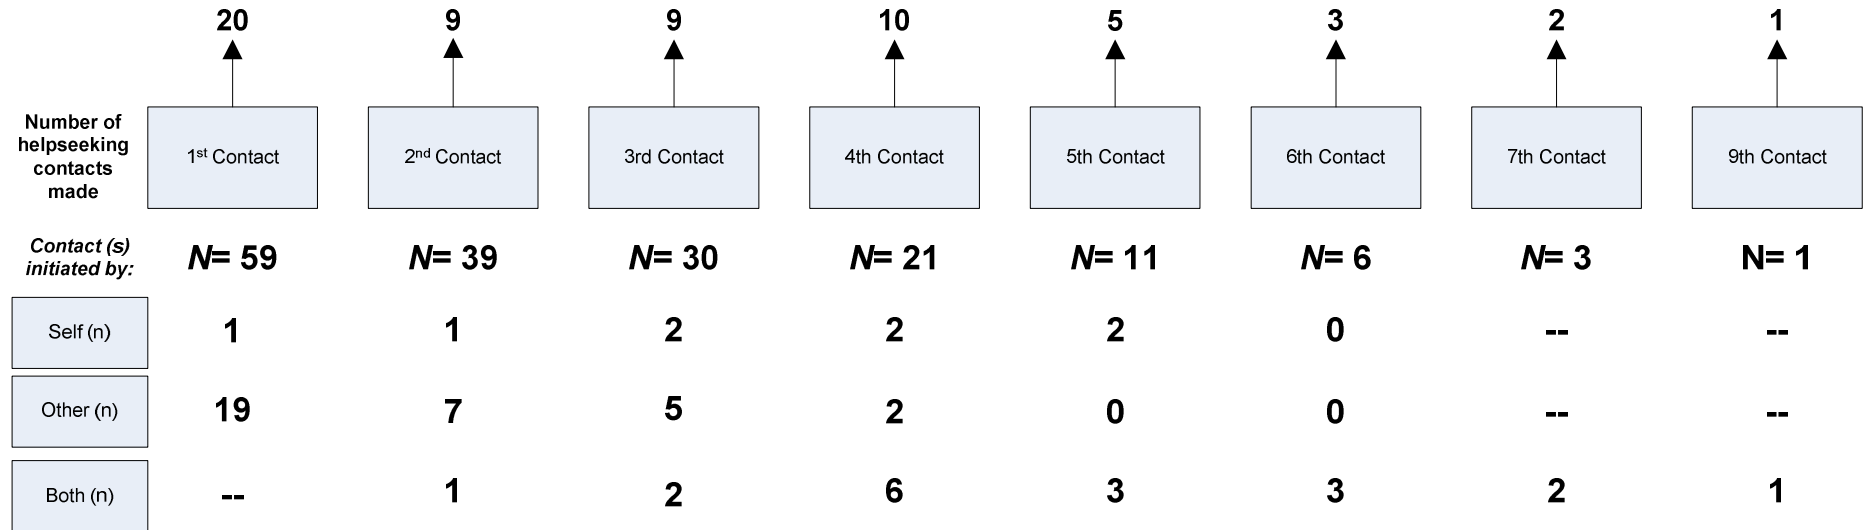 20 9 9 10 5 3 2 1
Number of
helpseeking
contacts
made
1st Contact 2nd Contact 3rd Contact 4th Contact 5th Contact 6th Contact 7th Contact 9th Contact
Contact (s)
initiated by:
N= 59 N= 39 N= 30 N= 21 N= 11 N= 6 N= 3 N= 1
Self (n) 1 1 2 2 2 0 -- --
Other (n) 19 7 5 2 0 0 -- --
Both (n) -- 1 2 6 3 3 2 1